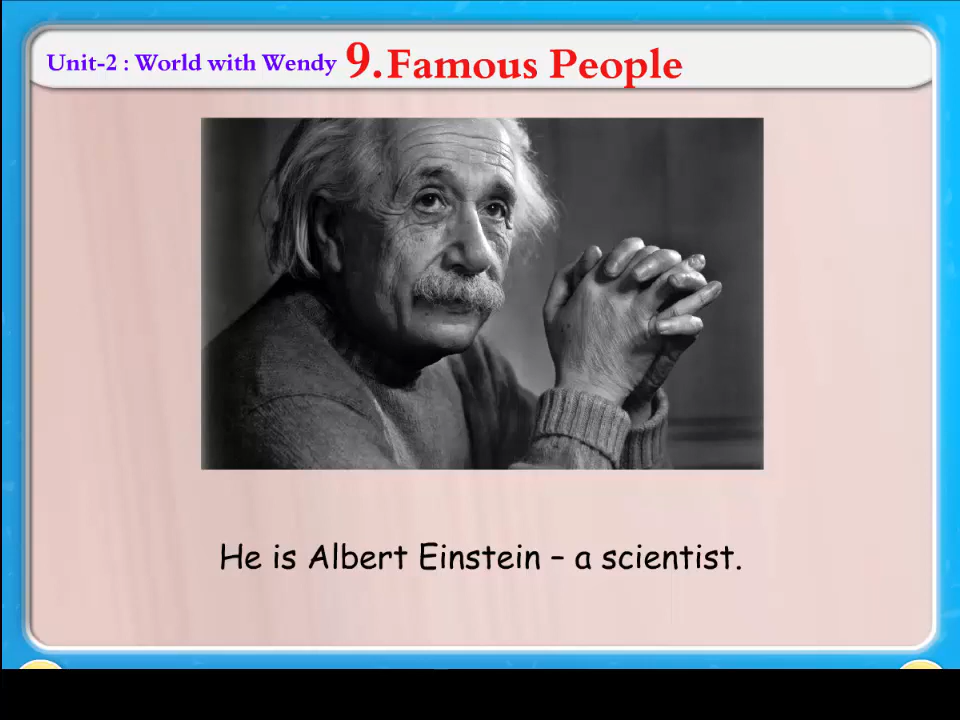 Unit-2 : World with Wendy 9. Famous People
He is Albert Einstein – a scientist.